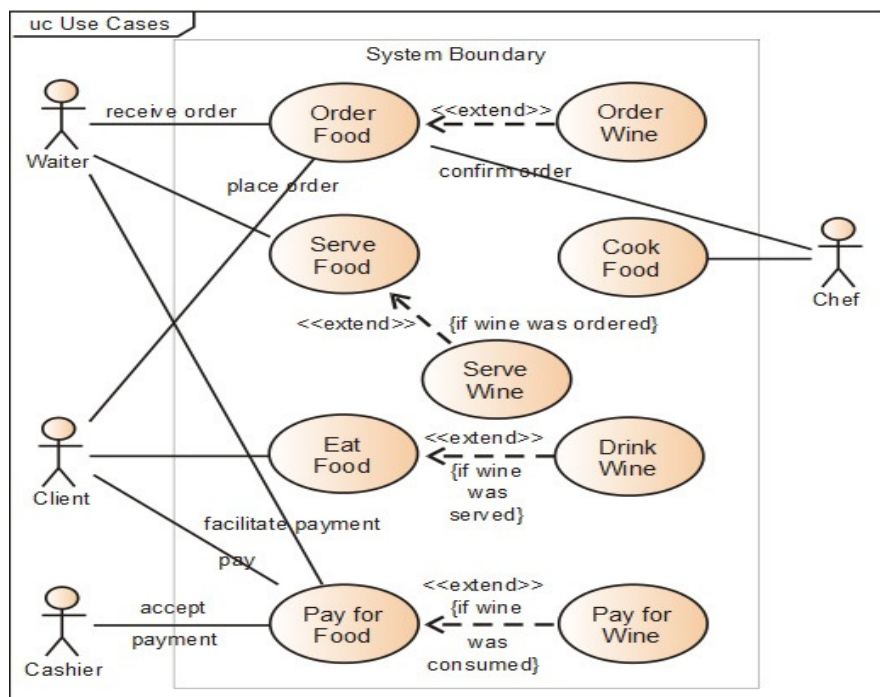 uc Use Cases
System Boundary
receive order
Order
Food
<<extend>>
Order
Wine
Waiter
place order
confirm order
Serve
Food
Cook
Food
Chef
<<extend>>
{if wine was ordered}
Serve
Wine
Eat
Food
<<extend>>
{if wine
was
served}
Drink
Wine
Client
facilitate payment
pay
accept
payment
Pay for
Food
<<extend>>
{if wine
was
consumed}
Pay for
Wine
Cashier